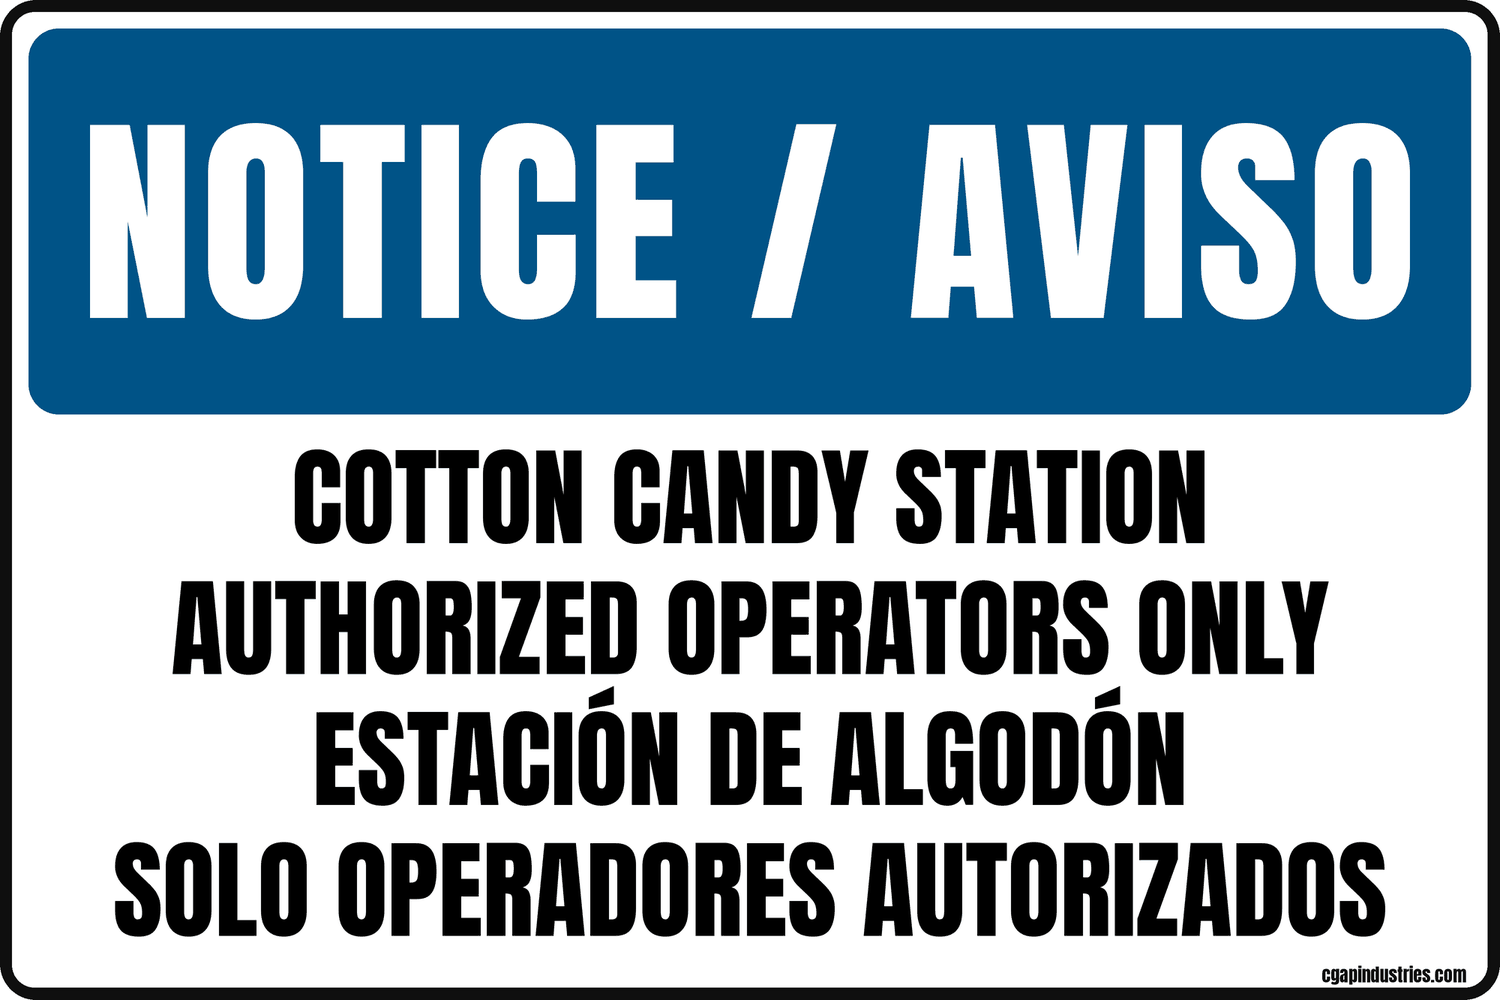 NOTICE / AVISO
COTTON CANDY STATION
AUTHORIZED OPERATORS ONLY
ESTACIÓN DE ALGODÓN
SOLO OPERADORES AUTORIZADOS
cgapindustries.com